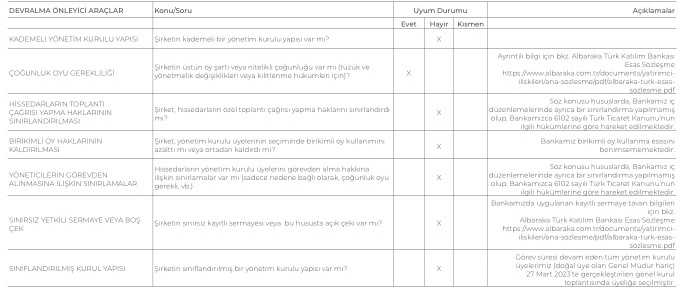 DEVRALMA ÖNLEYİCİ ARAÇLAR Konu/Soru Uyum Durumu Açıklamalar
Evet Hayır Kısmen
KADEMELİ YÖNETİM KURULU YAPISI Şirketin kademeli bir yönetim kurulu yapısı var mı? X
ÇOĞUNLUK OYU GEREKLİLİĞİ Şirketin üstün oy şartı veya nitelikli çoğunluğu var mı (tüzük ve
yönetmelik değişiklikleri veya kilitlenme hükümleri için)? X
Ayrıntılı bilgi için bkz. Albaraka Türk Katılım Bankası
Esas Sözleşme
https://www.albaraka.com.tr/documents/yatirimci-
iliskileri/ana-sozlesme/pdf/albaraka-turk-esas-
sozlesme.pdf
HİSSEDARLARIN TOPLANTI
ÇAĞRISI YAPMA HAKLARININ
SINIRLANDIRILMASI
Şirket, hissedarların özel toplantı çağrısı yapma haklarını sınırlandırdı
mı? X
Söz konusu hususlarda, Bankamız iç
düzenlemelerinde ayrıca bir sınırlandırma yapılmamış
olup, Bankamızca 6102 sayılı Türk Ticaret Kanunu'nun
ilgili hükümlerine göre hareket edilmektedir.
BİRİKİMLİ OY HAKLARININ
KALDIRILMASI
Şirket, yönetim kurulu üyelerinin seçiminde birikimli oy kullanımını
azalttı mı veya ortadan kaldırdı mı? X
Bankamız birikimli oy kullanma esasını
benimsememektedir.
YÖNETİCİLERİN GÖREVDEN
ALINMASINA İLİŞKİN SINIRLAMALAR
Hissedarların yönetim kurulu üyelerini görevden alma hakkına
ilişkin sınırlamalar var mı (sadece nedene bağlı olarak, çoğunluk oyu
gerekli, vb.) X
Söz konusu hususlarda, Bankamız iç
düzenlemelerinde ayrıca bir sınırlandırma yapılmamış
olup, Bankamızca 6102 sayılı Türk Ticaret Kanunu'nun
ilgili hükümlerine göre hareket edilmektedir.
SINIRSIZ YETKİLİ SERMAYE VEYA BOŞ
ÇEK
Şirketin sınırsız kayıtlı sermayesi veya bu hususta açık çeki var mı? X
Bankamızda uygulanan kayıtlı sermaye tavan bilgileri
için bkz.
Albaraka Türk Katılım Bankası Esas Sözleşme
https://www.albaraka.com.tr/documents/yatirimci-
iliskileri/ana-sozlesme/pdf/albaraka-turk-esas-
sozlesme.pdf
SINIFLANDIRILMIŞ KURUL YAPISI Şirketin sınıflandırılmış bir yönetim kurulu yapısı var mı? X
Görev süresi devam eden tüm yönetim kurulu
üyelerimiz (doğal üye olan Genel Müdür hariç)
27 Mart 2023'te gerçekleştirilen genel kurul
toplantısında üyeliğe seçilmiştir.